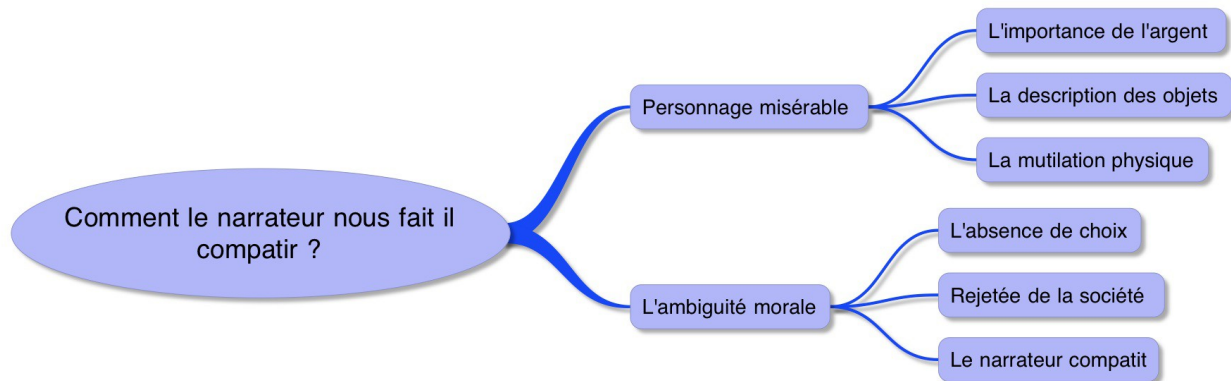 Comment le narrateur nous fait il
compatir ?
Personnage misérable
L'importance de l'argent
La description des objets
La mutilation physique
L'ambiguité morale
L'absence de choix
Rejetée de la société
Le narrateur compatit